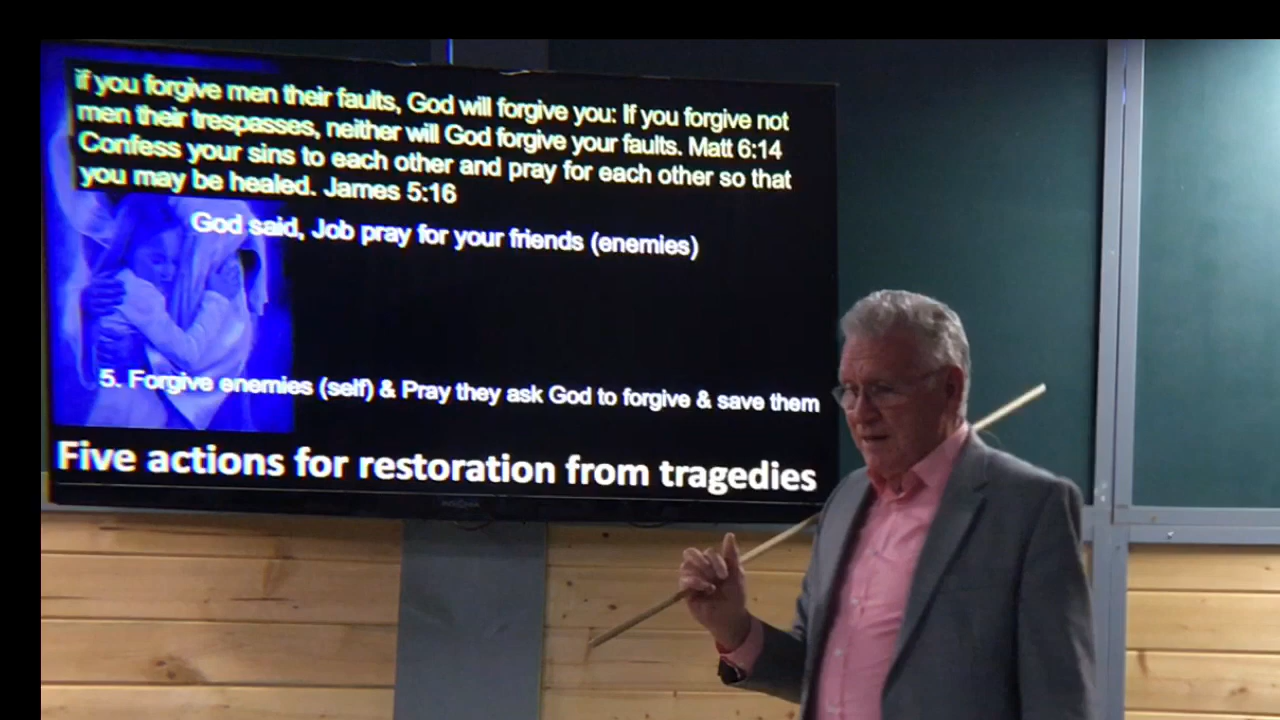 if you forgive men their faults, God will forgive you: If you forgive not
men their trespasses, neither will God forgive your faults. Matt 6:14
Confess your sins to each other and pray for each other so that
you may be healed. James 5:16
God said, Job pray for your friends (enemies)
5. Forgive enemies (self) & Pray they ask God to forgive & save them
Five actions for restoration from tragedies